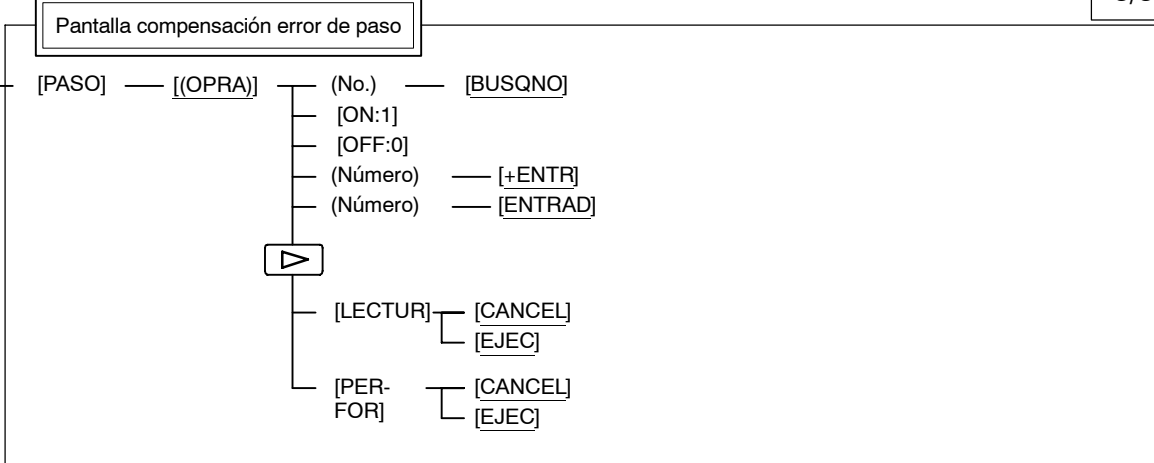 Pantalla compensación error de paso
[PASO] [(OPRA)] (No.) [BUSQNO]
[ON:1]
[OFF:0]
(Número) [+ENTR]
(Número) [ENTRAD]
[LECTUR] [CANCEL]
[EJEC]
[PER-
FOR] [CANCEL]
[EJEC]